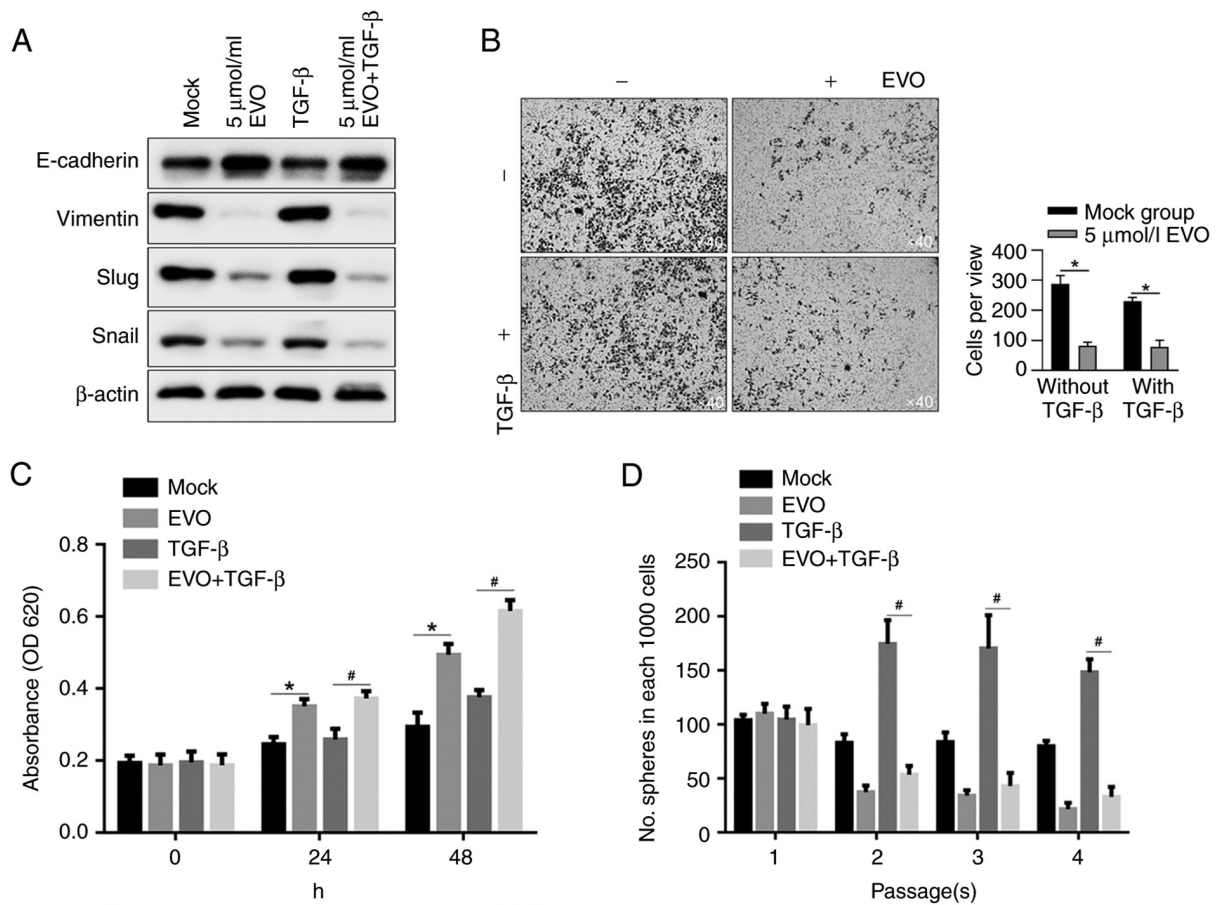 A
Mock
5 μmol/ml
EVO
TGF-β
5 μmol/ml
EVO+TGF-β
E-cadherin
Vimentin
Slug
Snail
β-actin
B
− + EVO
−
+
TGF-β
×40
×40
×40
×40
Mock group
5 μmol/l EVO
Cells per view
400
300
200
100
0
* *
Without
TGF-β
With
TGF-β
C
Mock
EVO
TGF-β
EVO+TGF-β
Absorbance (OD 620)
0.8
0.6
0.4
0.2
0.0
* # * #
0 24 48
h
D
Mock
EVO
TGF-β
EVO+TGF-β
No. spheres in each 1000 cells
250
200
150
100
50
0
# # #
1 2 3 4
Passage(s)